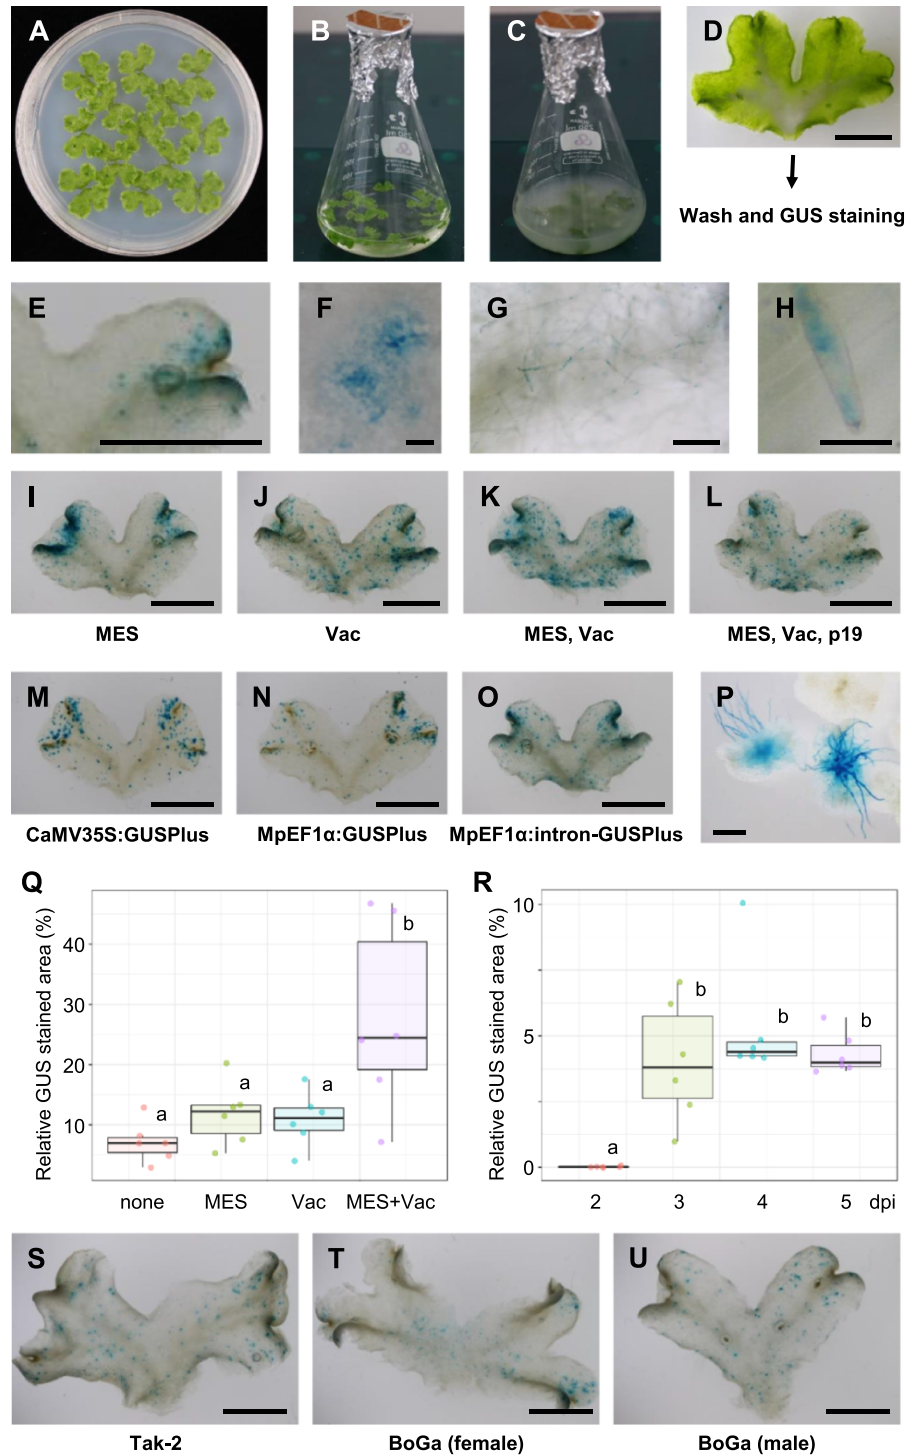 A
B
C
D
Wash and GUS staining
E
F
G
H
I
J
K
L
MES
Vac
MES, Vac
MES, Vac, p19
M
N
O
P
CaMV35S:GUSPlus
MpEF1α:GUSPlus
MpEF1α:intron-GUSPlus
Q
Relative GUS stained area (%)
40
30
20
10
a
a
a
b
none
MES
Vac
MES+Vac
R
Relative GUS stained area (%)
10
5
0
a
b
b
b
2
3
4
5
dpi
S
T
U
Tak-2
BoGa (female)
BoGa (male)